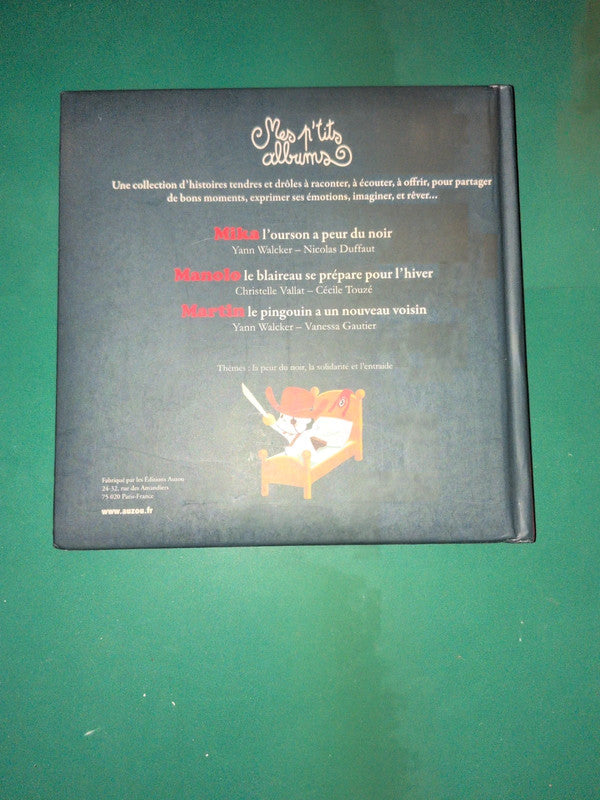 Mes p'tits
albums
Une collection d'histoires tendres et drôles à raconter, à écouter, à offrir, pour partager
de bons moments, exprimer ses émotions, imaginer, et rêver...
Mika l'ourson a peur du noir
Yann Walcker – Nicolas Duffaut
Manolo le blaireau se prépare pour l'hiver
Christelle Vallat – Cécile Touzé
Martin le pingouin a un nouveau voisin
Yann Walcker – Vanessa Gautier
Thèmes : la peur du noir, la solidarité et l'entraide
Fabriqué par les Éditions Auzou
24-32, rue des Amandiers
75 020 Paris-France
www.auzou.fr